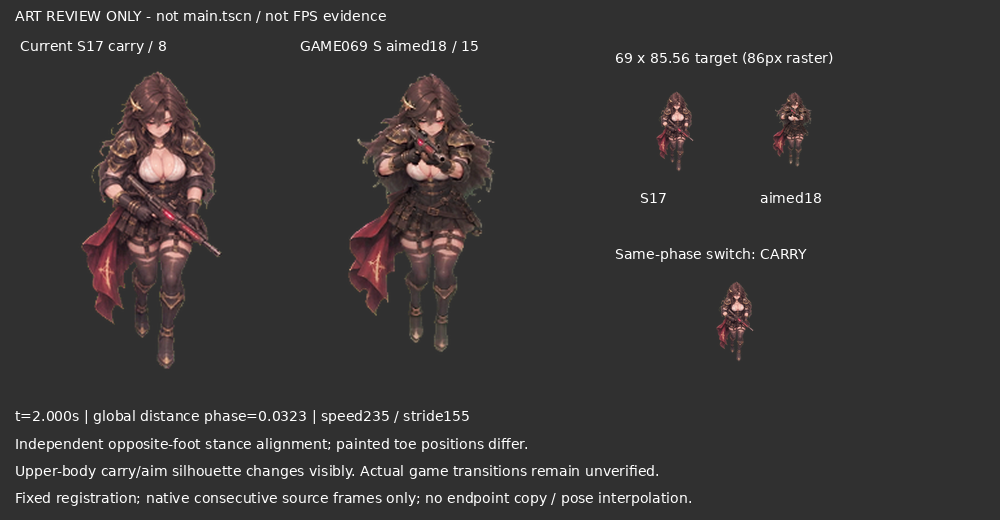 ART REVIEW ONLY - not main.tscn / not FPS evidence
Current S17 carry / 8
GAME069 S aimed18 / 15
69 x 85.56 target (86px raster)
S17
aimed18
Same-phase switch: CARRY
t=2.000s | global distance phase=0.0323 | speed235 / stride155
Independent opposite-foot stance alignment; painted toe positions differ.
Upper-body carry/aim silhouette changes visibly. Actual game transitions remain unverified.
Fixed registration; native consecutive source frames only; no endpoint copy / pose interpolation.